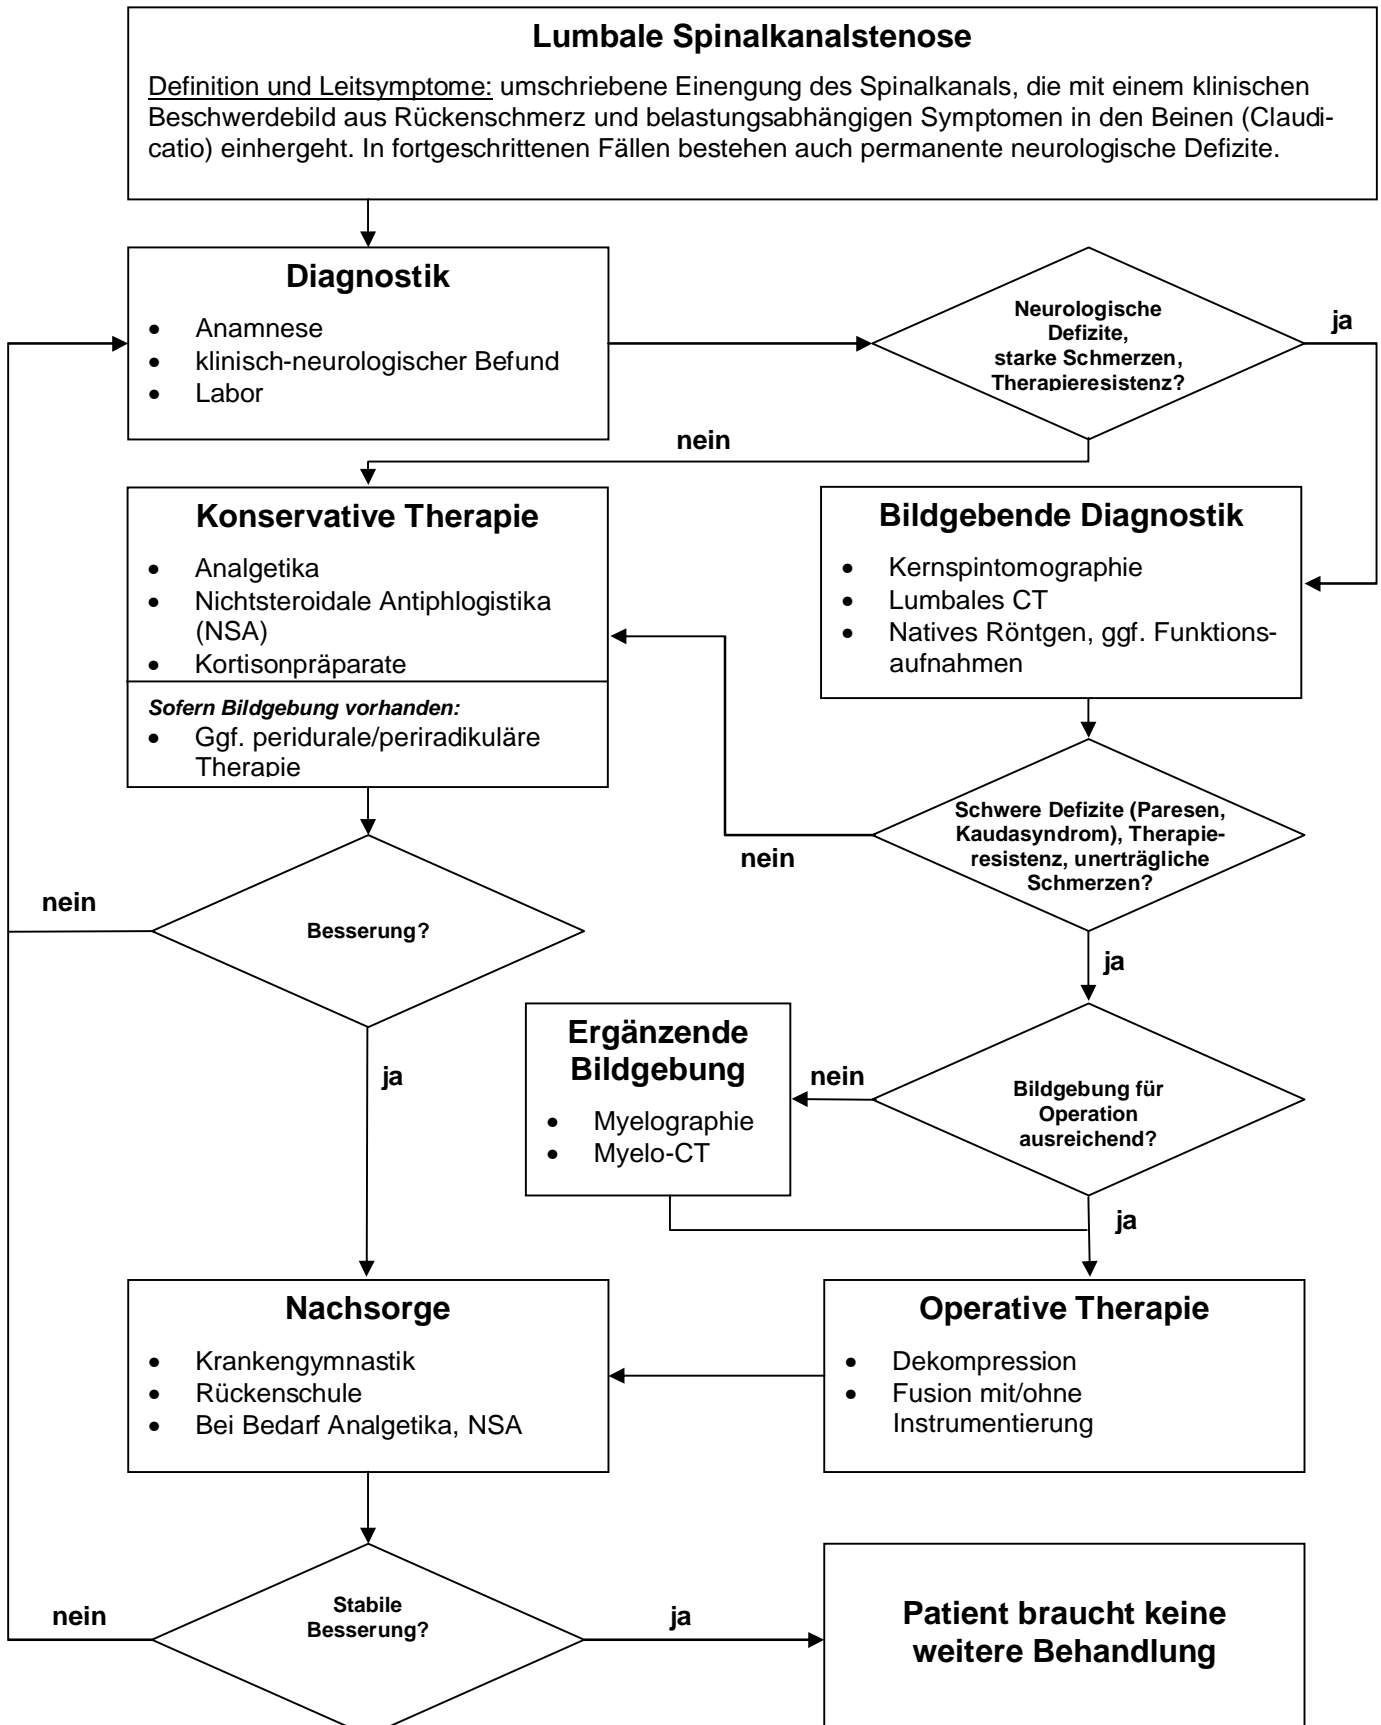 Lumbale Spinalkanalstenose
Definition und Leitsymptome: umschriebene Einengung des Spinalkanals, die mit einem klinischen
Beschwerdebild aus Rückenschmerz und belastungsabhängigen Symptomen in den Beinen (Claudi-
catio) einhergeht. In fortgeschrittenen Fällen bestehen auch permanente neurologische Defizite.
Diagnostik
• Anamnese
• klinisch-neurologischer Befund
• Labor
Neurologische
Defizite,
starke Schmerzen,
Therapieresistenz?
ja
nein
Konservative Therapie
• Analgetika
• Nichtsteroidale Antiphlogistika
(NSA)
• Kortisonpräparate
Sofern Bildgebung vorhanden:
• Ggf. peridurale/periradikuläre
Therapie
Bildgebende Diagnostik
• Kernspintomographie
• Lumbales CT
• Natives Röntgen, ggf. Funktions-
aufnahmen
Schwere Defizite (Paresen,
Kaudasyndrom), Therapie-
resistenz, unerträgliche
Schmerzen?
nein
ja
nein
Besserung?
ja
Ergänzende
Bildgebung
• Myelographie
• Myelo-CT
nein
Bildgebung für
Operation
ausreichend?
ja
Nachsorge
• Krankengymnastik
• Rückenschule
• Bei Bedarf Analgetika, NSA
Operative Therapie
• Dekompression
• Fusion mit/ohne
Instrumentierung
nein
Stabile
Besserung?
ja
Patient braucht keine
weitere Behandlung